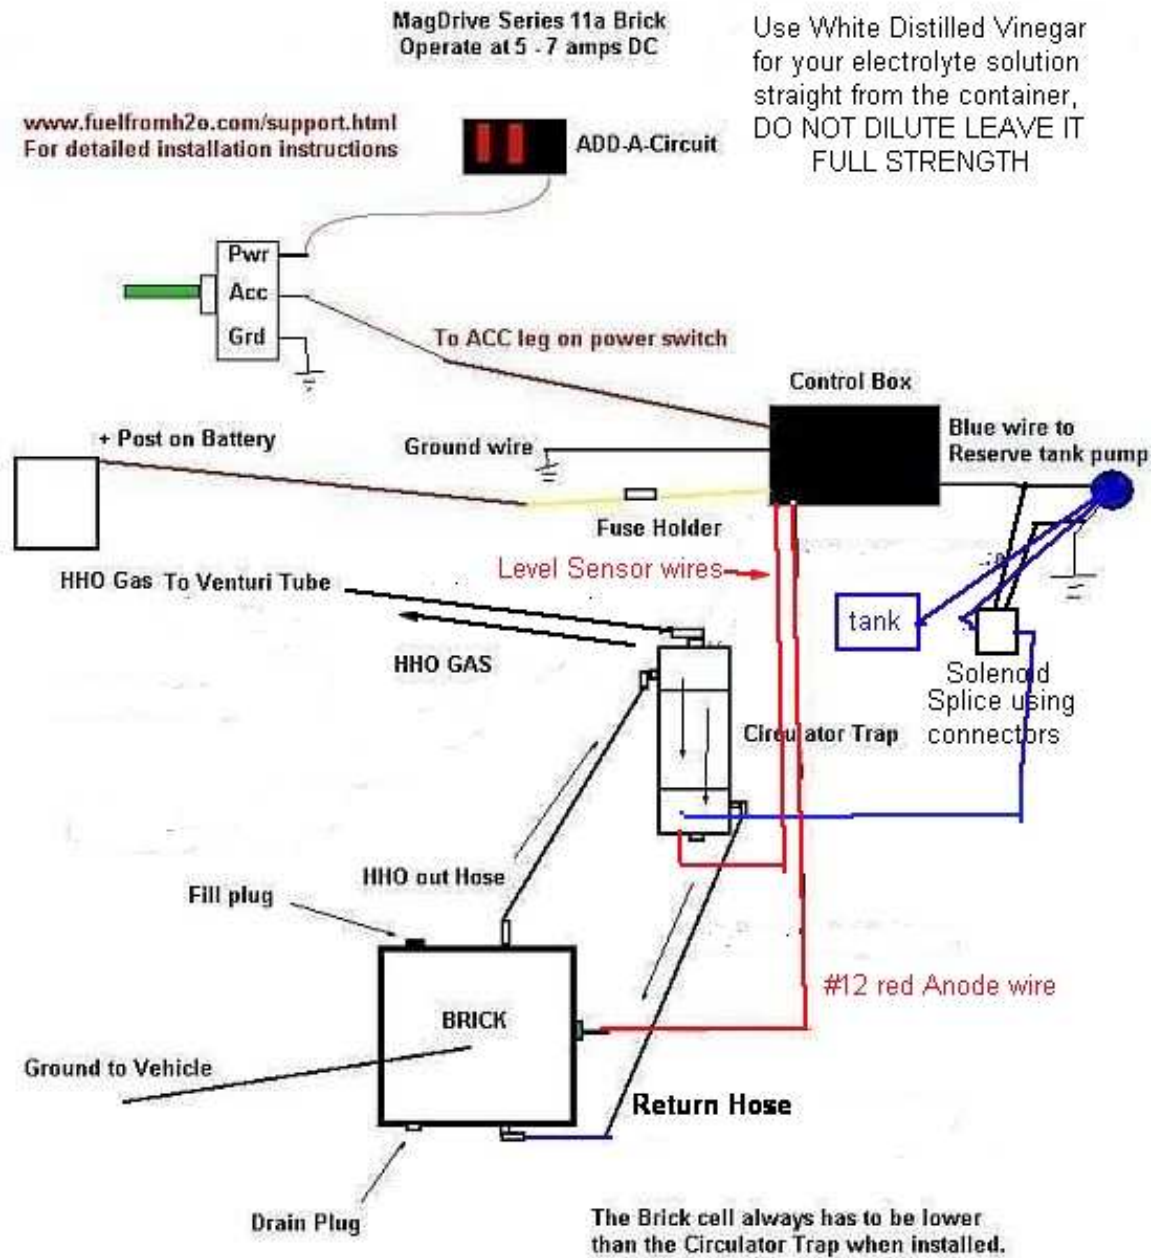 MagDrive Series 11a Brick
Operate at 5 - 7 amps DC
Use White Distilled Vinegar
for your electrolyte solution
straight from the container,
DO NOT DILUTE LEAVE IT
FULL STRENGTH
www.fuelfromh2o.com/support.html
For detailed installation instructions
ADD-A-Circuit
Pwr
Acc
Grd
To ACC leg on power switch
Control Box
+ Post on Battery
Ground wire
Blue wire to
Reserve tank pump
Fuse Holder
Level Sensor wires
HHO Gas To Venturi Tube
tank
HHO GAS
Solenoid
Splice using
connectors
Circulator Trap
HHO out Hose
Fill plug
#12 red Anode wire
BRICK
Ground to Vehicle
Return Hose
Drain Plug
The Brick cell always has to be lower
than the Circulator Trap when installed.